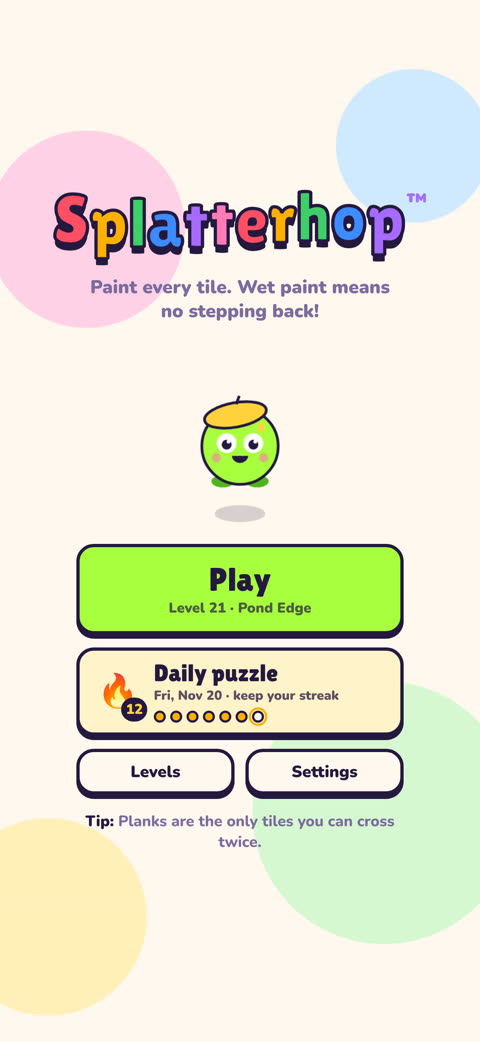 Splatterhop™
Paint every tile. Wet paint means
no stepping back!
Play
Level 21 · Pond Edge
Daily puzzle
Fri, Nov 20 · keep your streak
12
Levels
Settings
Tip: Planks are the only tiles you can cross
twice.